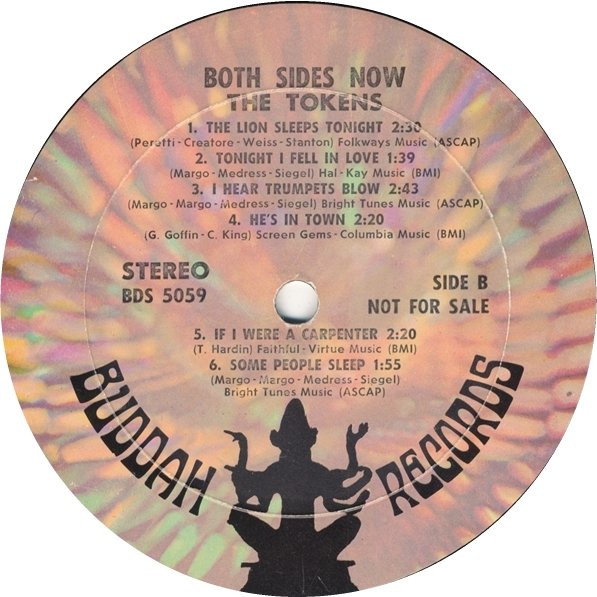 BOTH SIDES NOW
THE TOKENS
1. THE LION SLEEPS TONIGHT 2:30
(Peretti - Creatore - Weiss - Stanton) Folkways Music (ASCAP)
2. TONIGHT I FELL IN LOVE 1:39
(Margo - Medress - Siegel) Hal - Kay Music (BMI)
3. I HEAR TRUMPETS BLOW 2:43
(Margo - Margo - Medress - Siegel) Bright Tunes Music (ASCAP)
4. HE'S IN TOWN 2:20
(G. Goffin - C. King) Screen Gems - Columbia Music (BMI)
STEREO
BDS 5059
SIDE B
NOT FOR SALE
5. IF I WERE A CARPENTER 2:20
(T. Hardin) Faithful - Virtue Music (BMI)
6. SOME PEOPLE SLEEP 1:55
(Margo - Margo - Medress - Siegel)
Bright Tunes Music (ASCAP)
BUDDAH RECORDS